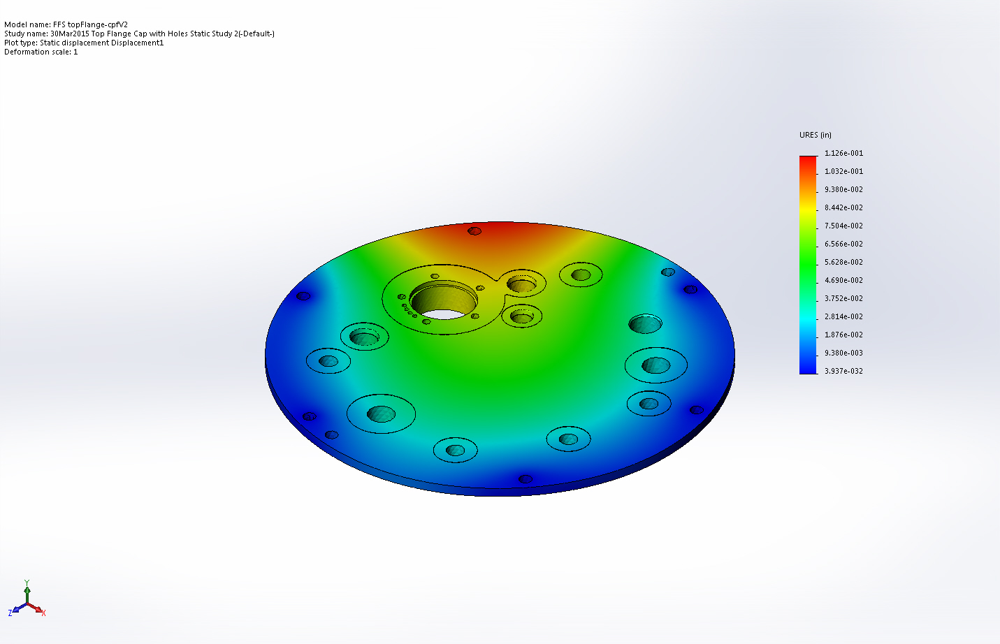 Model name: FFS topFlange-cpfV2
Study name: 30Mar2015 Top Flange Cap with Holes Static Study 2(-Default-)
Plot type: Static displacement Displacement1
Deformation scale: 1
URES (in)
1.126e-001
1.032e-001
9.380e-002
8.442e-002
7.504e-002
6.566e-002
5.628e-002
4.690e-002
3.752e-002
2.814e-002
1.876e-002
9.380e-003
3.937e-032
Y
Z
X